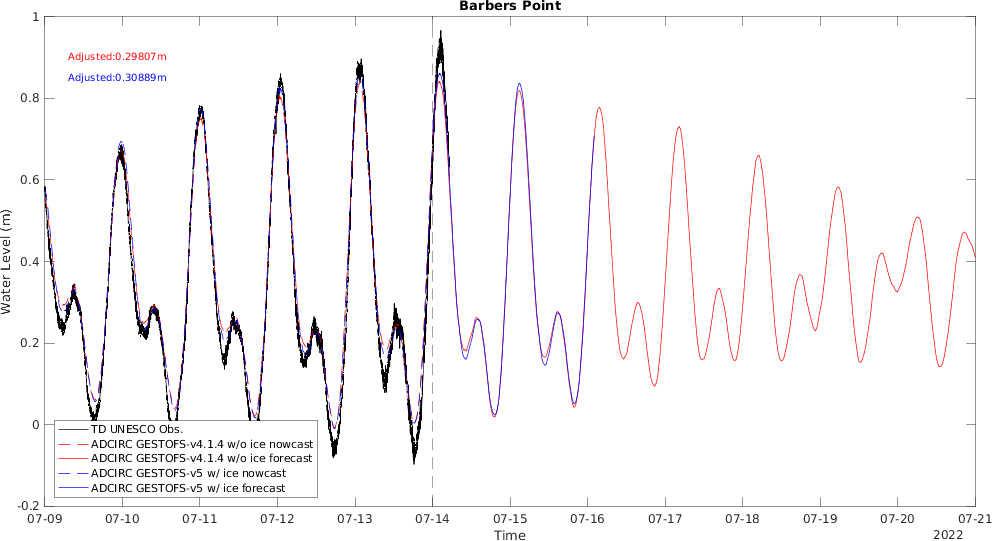 Barbers Point
1
0.8
0.6
0.4
0.2
0
-0.2
Water Level (m)
Adjusted:0.29807m
Adjusted:0.30889m
TD UNESCO Obs.
ADCIRC GESTOFS-v4.1.4 w/o ice nowcast
ADCIRC GESTOFS-v4.1.4 w/o ice forecast
ADCIRC GESTOFS-v5 w/ ice nowcast
ADCIRC GESTOFS-v5 w/ ice forecast
07-09 07-10 07-11 07-12 07-13 07-14 07-15 07-16 07-17 07-18 07-19 07-20 07-21
Time
2022